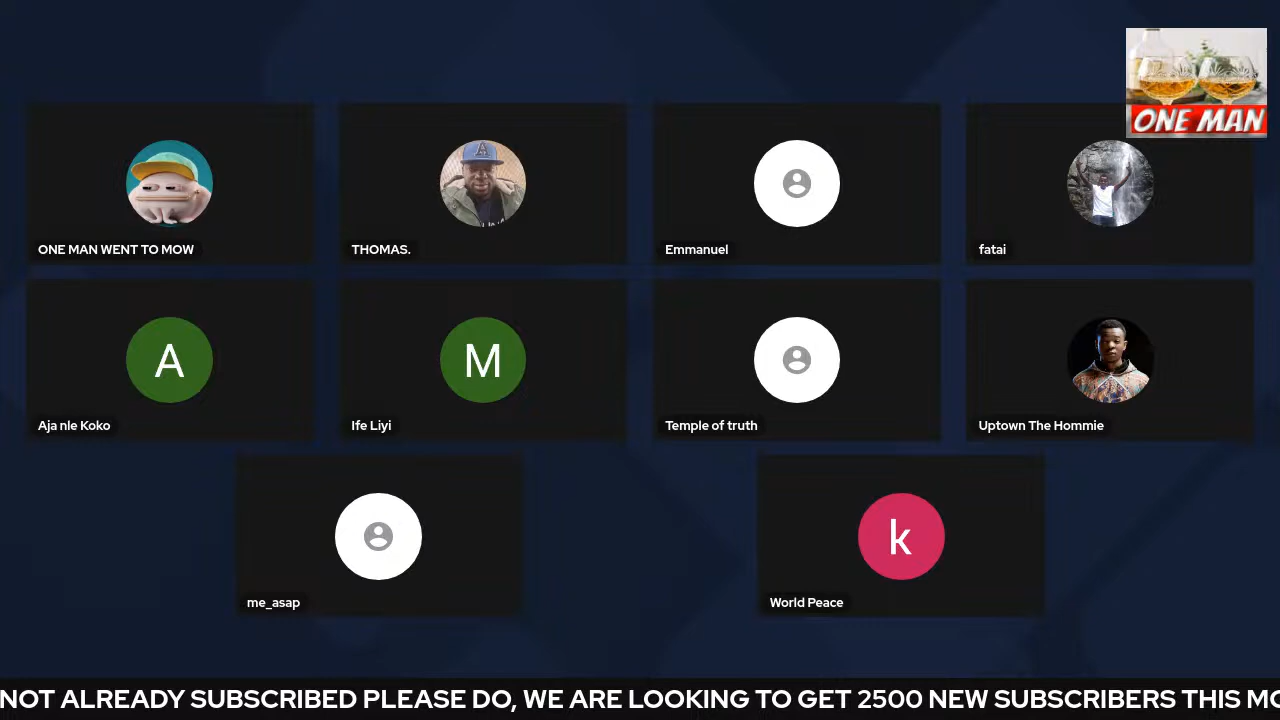 ONE MAN
ONE MAN WENT TO MOW
THOMAS.
Emmanuel
fatai
A
M
Aja nle Koko
Ife Liyi
Temple of truth
Uptown The Hommie
k
me_asap
World Peace
NOT ALREADY SUBSCRIBED PLEASE DO, WE ARE LOOKING TO GET 2500 NEW SUBSCRIBERS THIS MO